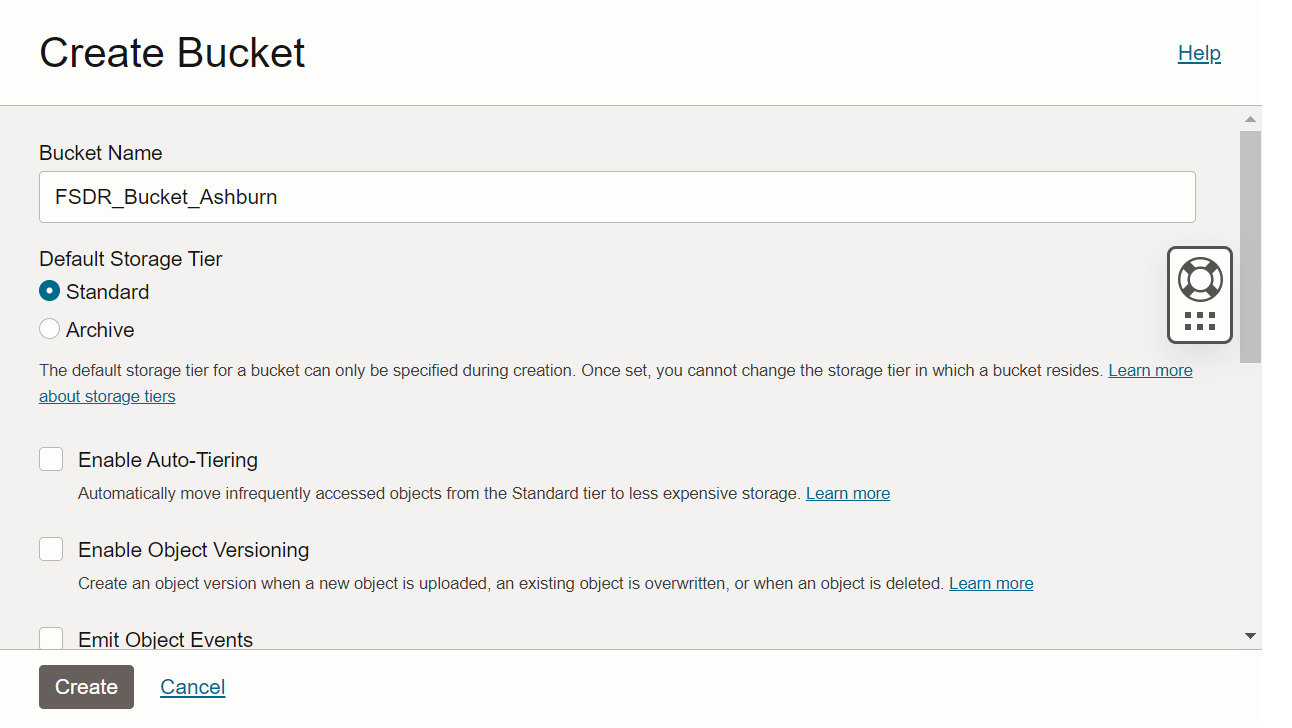 Create Bucket
Help
Bucket Name
FSDR_Bucket_Ashburn
Default Storage Tier
Standard
Archive
The default storage tier for a bucket can only be specified during creation. Once set, you cannot change the storage tier in which a bucket resides. Learn more
about storage tiers
Enable Auto-Tiering
Automatically move infrequently accessed objects from the Standard tier to less expensive storage. Learn more
Enable Object Versioning
Create an object version when a new object is uploaded, an existing object is overwritten, or when an object is deleted. Learn more
Emit Object Events
Create
Cancel